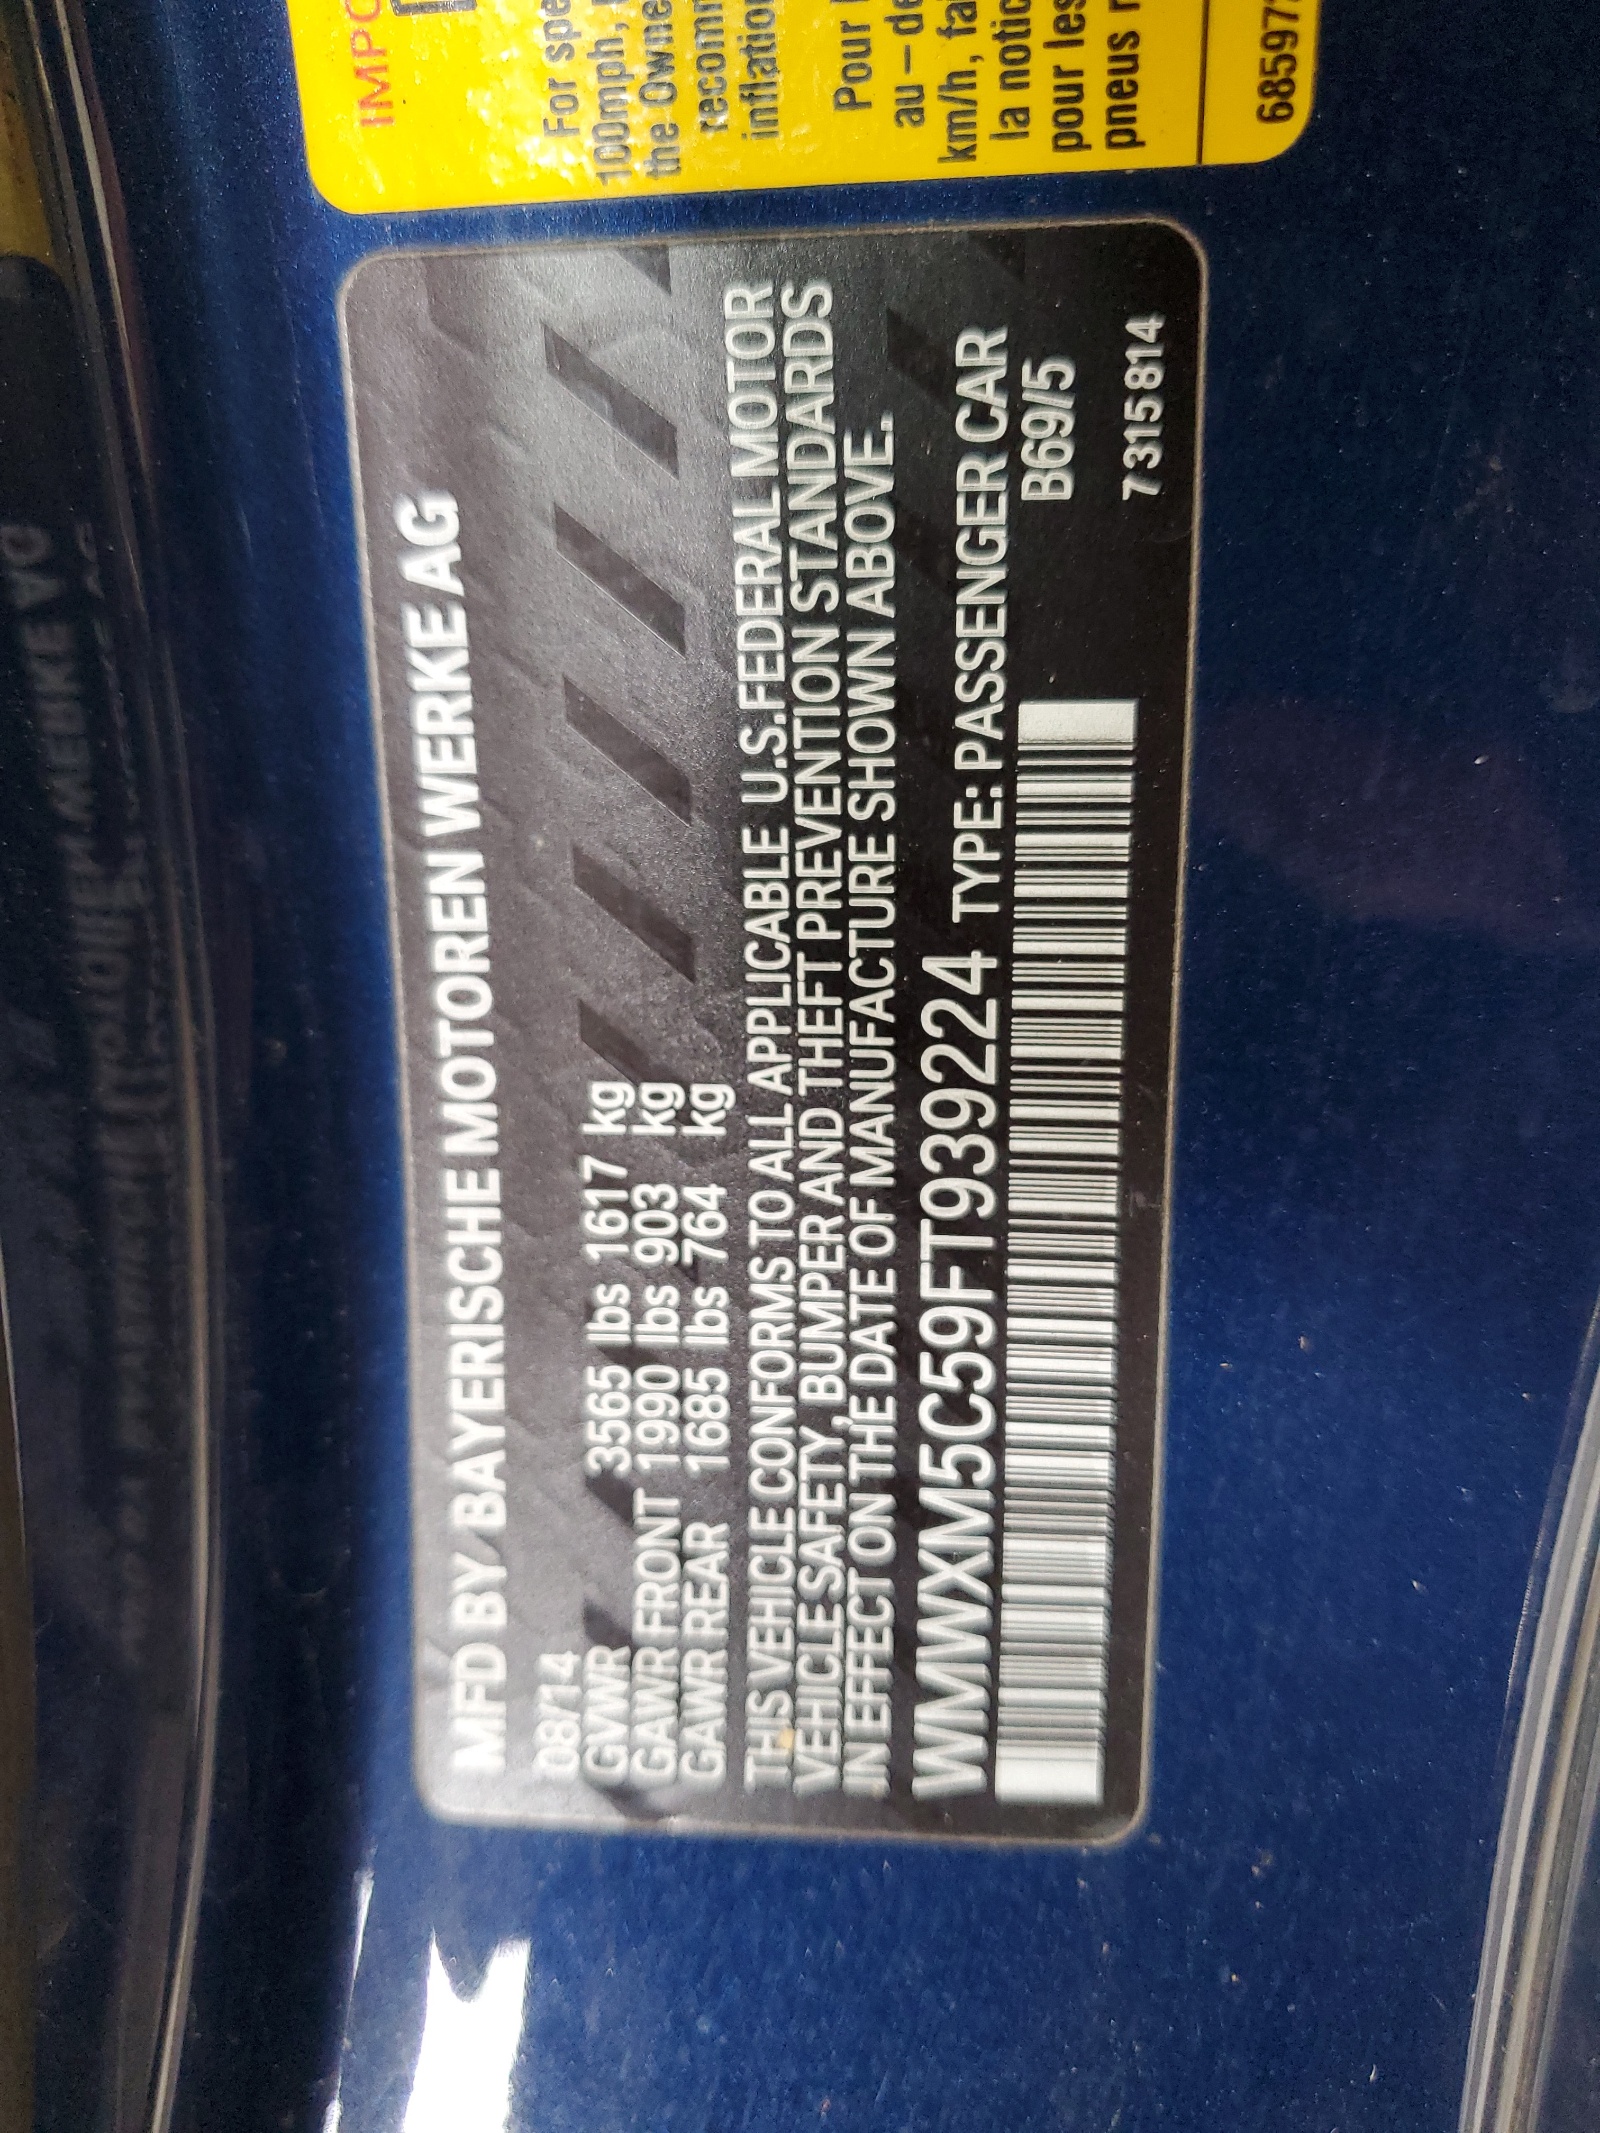 MFD BY BAYERISCHE MOTOREN WERKE AG
08/14
GVWR 3565 lbs 1617 kg
GAWR FRONT 1990 lbs 903 kg
GAWR REAR 1685 lbs 764 kg
THIS VEHICLE CONFORMS TO ALL APPLICABLE U.S.FEDERAL MOTOR
VEHICLE SAFETY, BUMPER AND THEFT PREVENTION STANDARDS
IN EFFECT ON THE DATE OF MANUFACTURE SHOWN ABOVE.
WMWXM5C59FT939224 TYPE: PASSENGER CAR
B69/5
7 315 814
For
100mph,
the Owne
recomm
inflation
Pour
au - de
km/h,
la notic
pour les
pneus